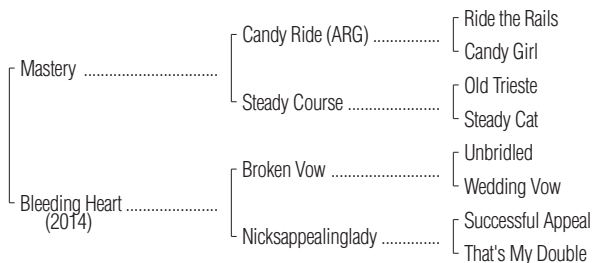 Ride the Rails
Candy Ride (ARG) ................
Candy Girl
Mastery ................................
Old Trieste
Steady Course ......................
Steady Cat
Unbridled
Broken Vow ..........................
Wedding Vow
Bleeding Heart ......................
(2014)
Successful Appeal
Nicksappealinglady ..............
That's My Double